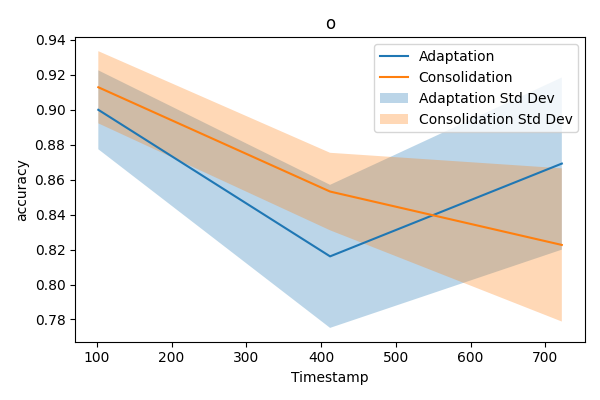 o
0.94
0.92
0.90
0.88
0.86
0.84
0.82
0.80
0.78
accuracy
Adaptation
Consolidation
Adaptation Std Dev
Consolidation Std Dev
100 200 300 400 500 600 700
Timestamp